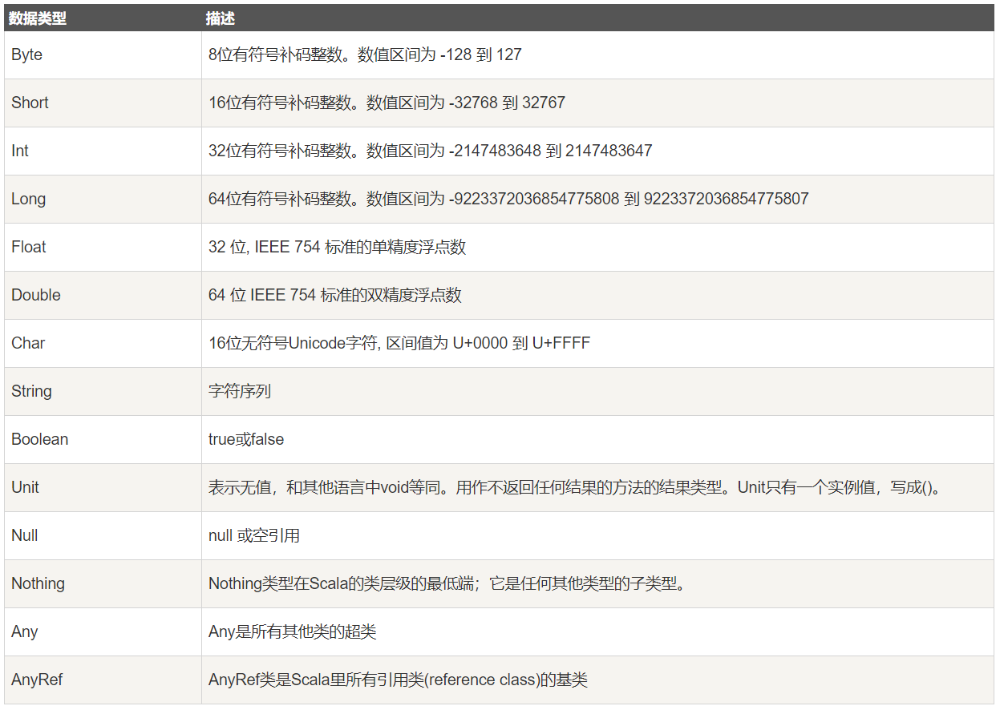 数据类型 描述
Byte 8位有符号补码整数。数值区间为 -128 到 127
Short 16位有符号补码整数。数值区间为 -32768 到 32767
Int 32位有符号补码整数。数值区间为 -2147483648 到 2147483647
Long 64位有符号补码整数。数值区间为 -9223372036854775808 到 9223372036854775807
Float 32 位, IEEE 754 标准的单精度浮点数
Double 64 位 IEEE 754 标准的双精度浮点数
Char 16位无符号Unicode字符, 区间值为 U+0000 到 U+FFFF
String 字符序列
Boolean true或false
Unit 表示无值，和其他语言中void等同。用作不返回任何结果的方法的结果类型。Unit只有一个实例值，写成()。
Null null 或空引用
Nothing Nothing类型在Scala的类层级的最低端；它是任何其他类型的子类型。
Any Any是所有其他类的超类
AnyRef AnyRef类是Scala里所有引用类(reference class)的基类